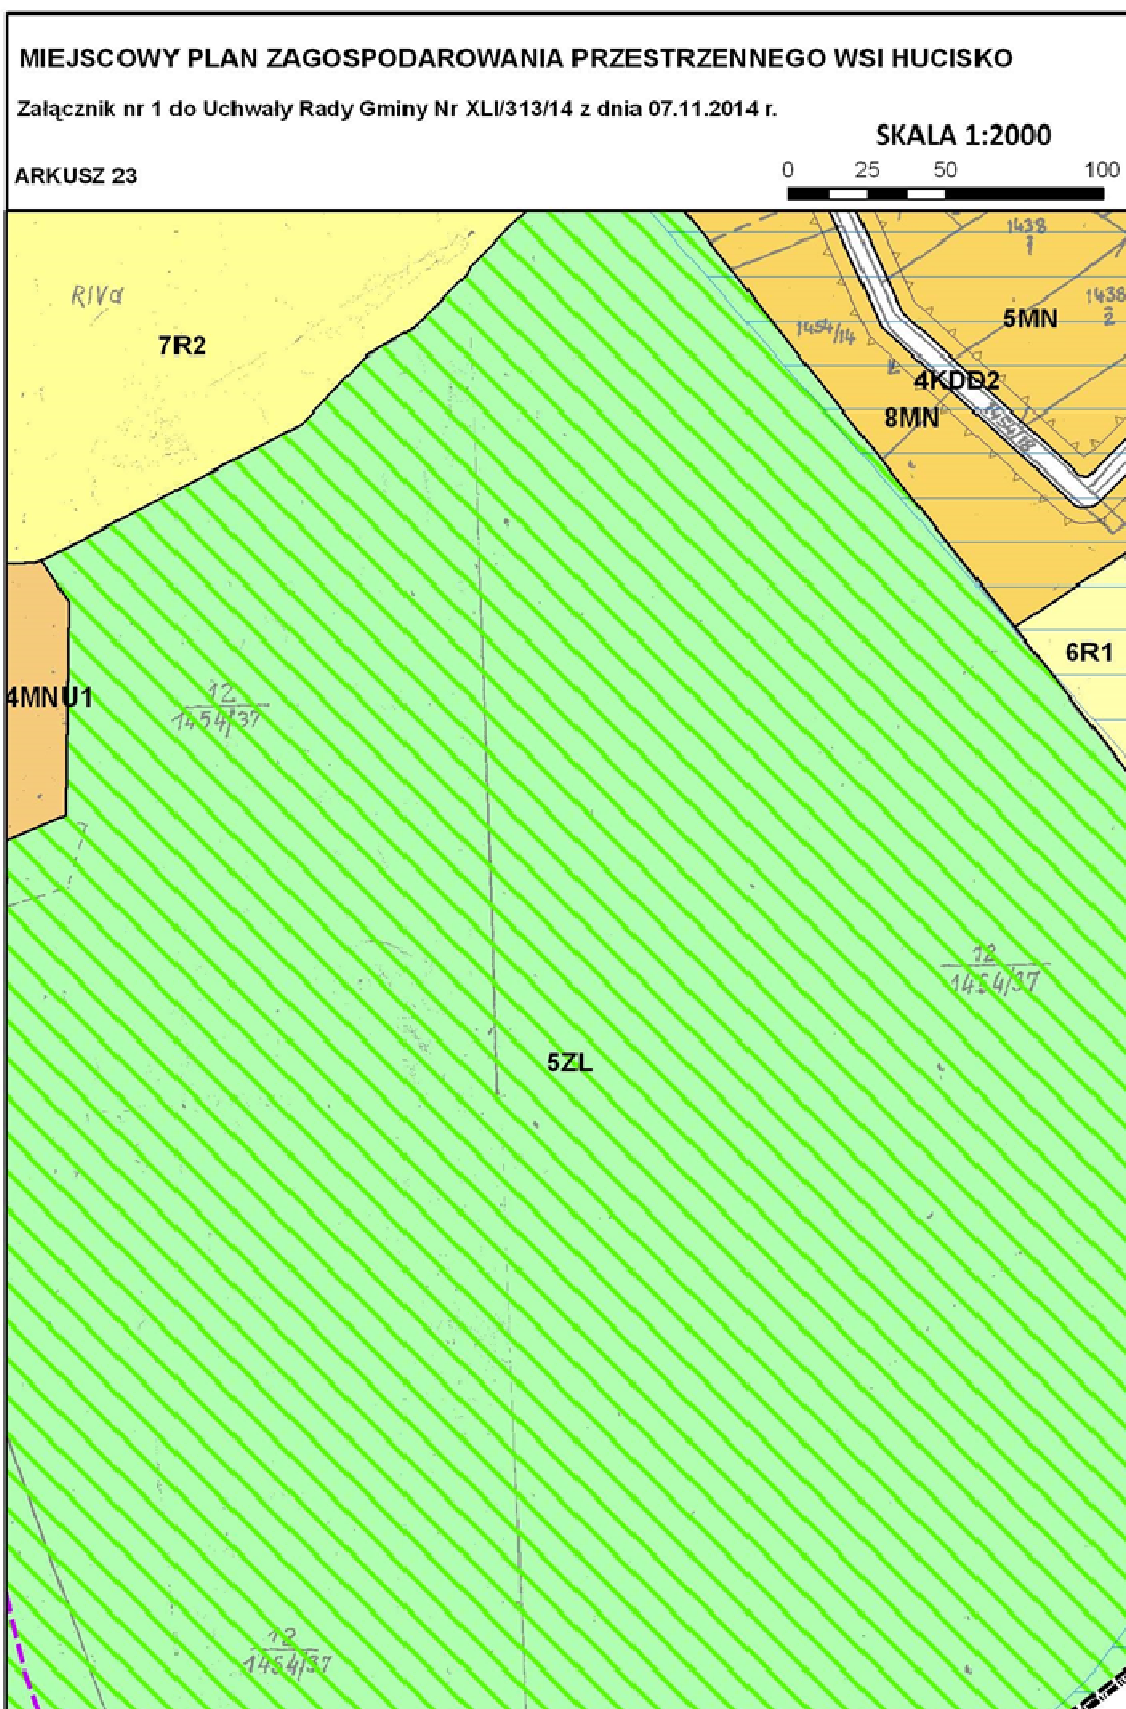 MIEJSCOWY PLAN ZAGOSPODAROWANIA PRZESTRZENNEGO WSI HUCISKO
Załącznik nr 1 do Uchwały Rady Gminy Nr XLI/313/14 z dnia 07.11.2014 r.
SKALA 1:2000
ARKUSZ 23
0 25 50 100
1438
RIVa
1438
2
5MN
1454/14
7R2
4KDD2
8MN
6R1
12
1454/37
4MNU1
12
1454/37
5ZL
12
1454/37